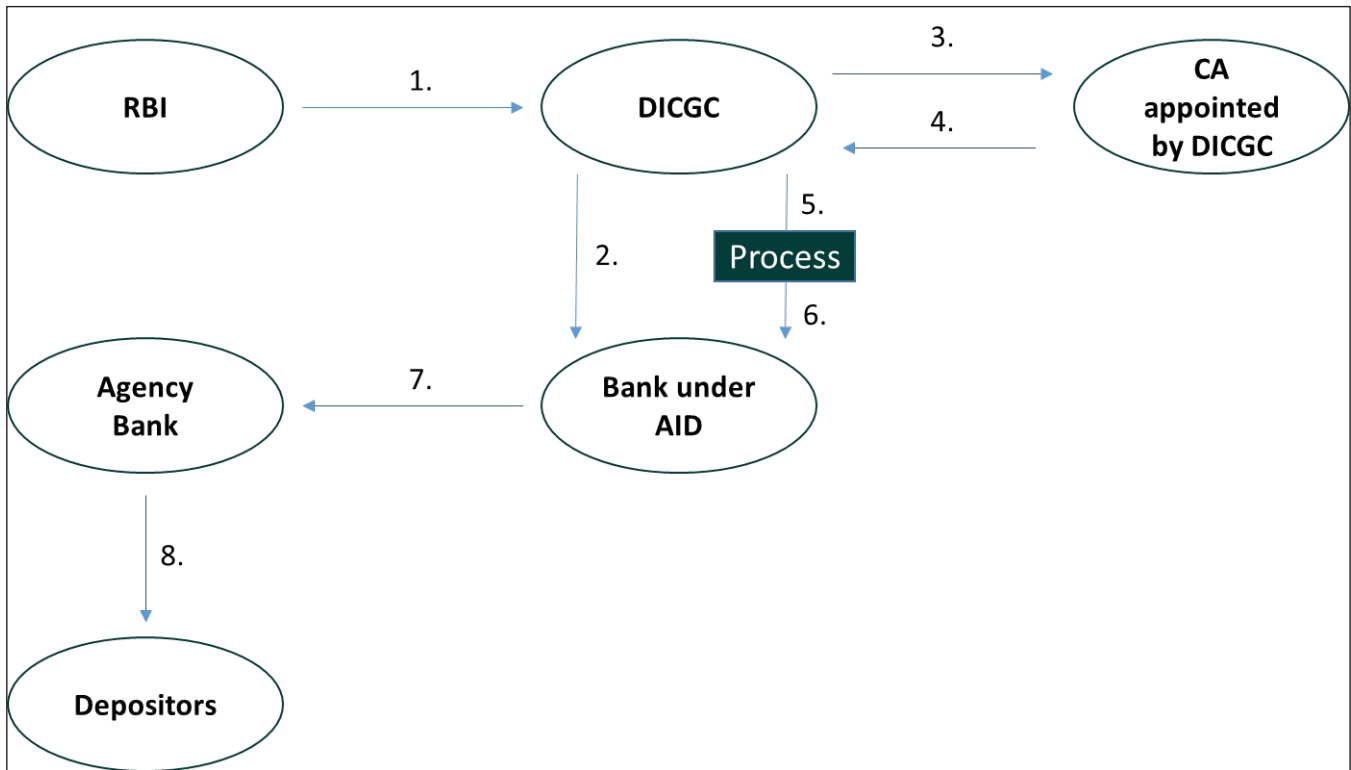 RBI
1.
DICGC
3.
4.
CA
appointed
by DICGC
2.
5.
Process
6.
Agency
Bank
7.
Bank under
AID
8.
Depositors